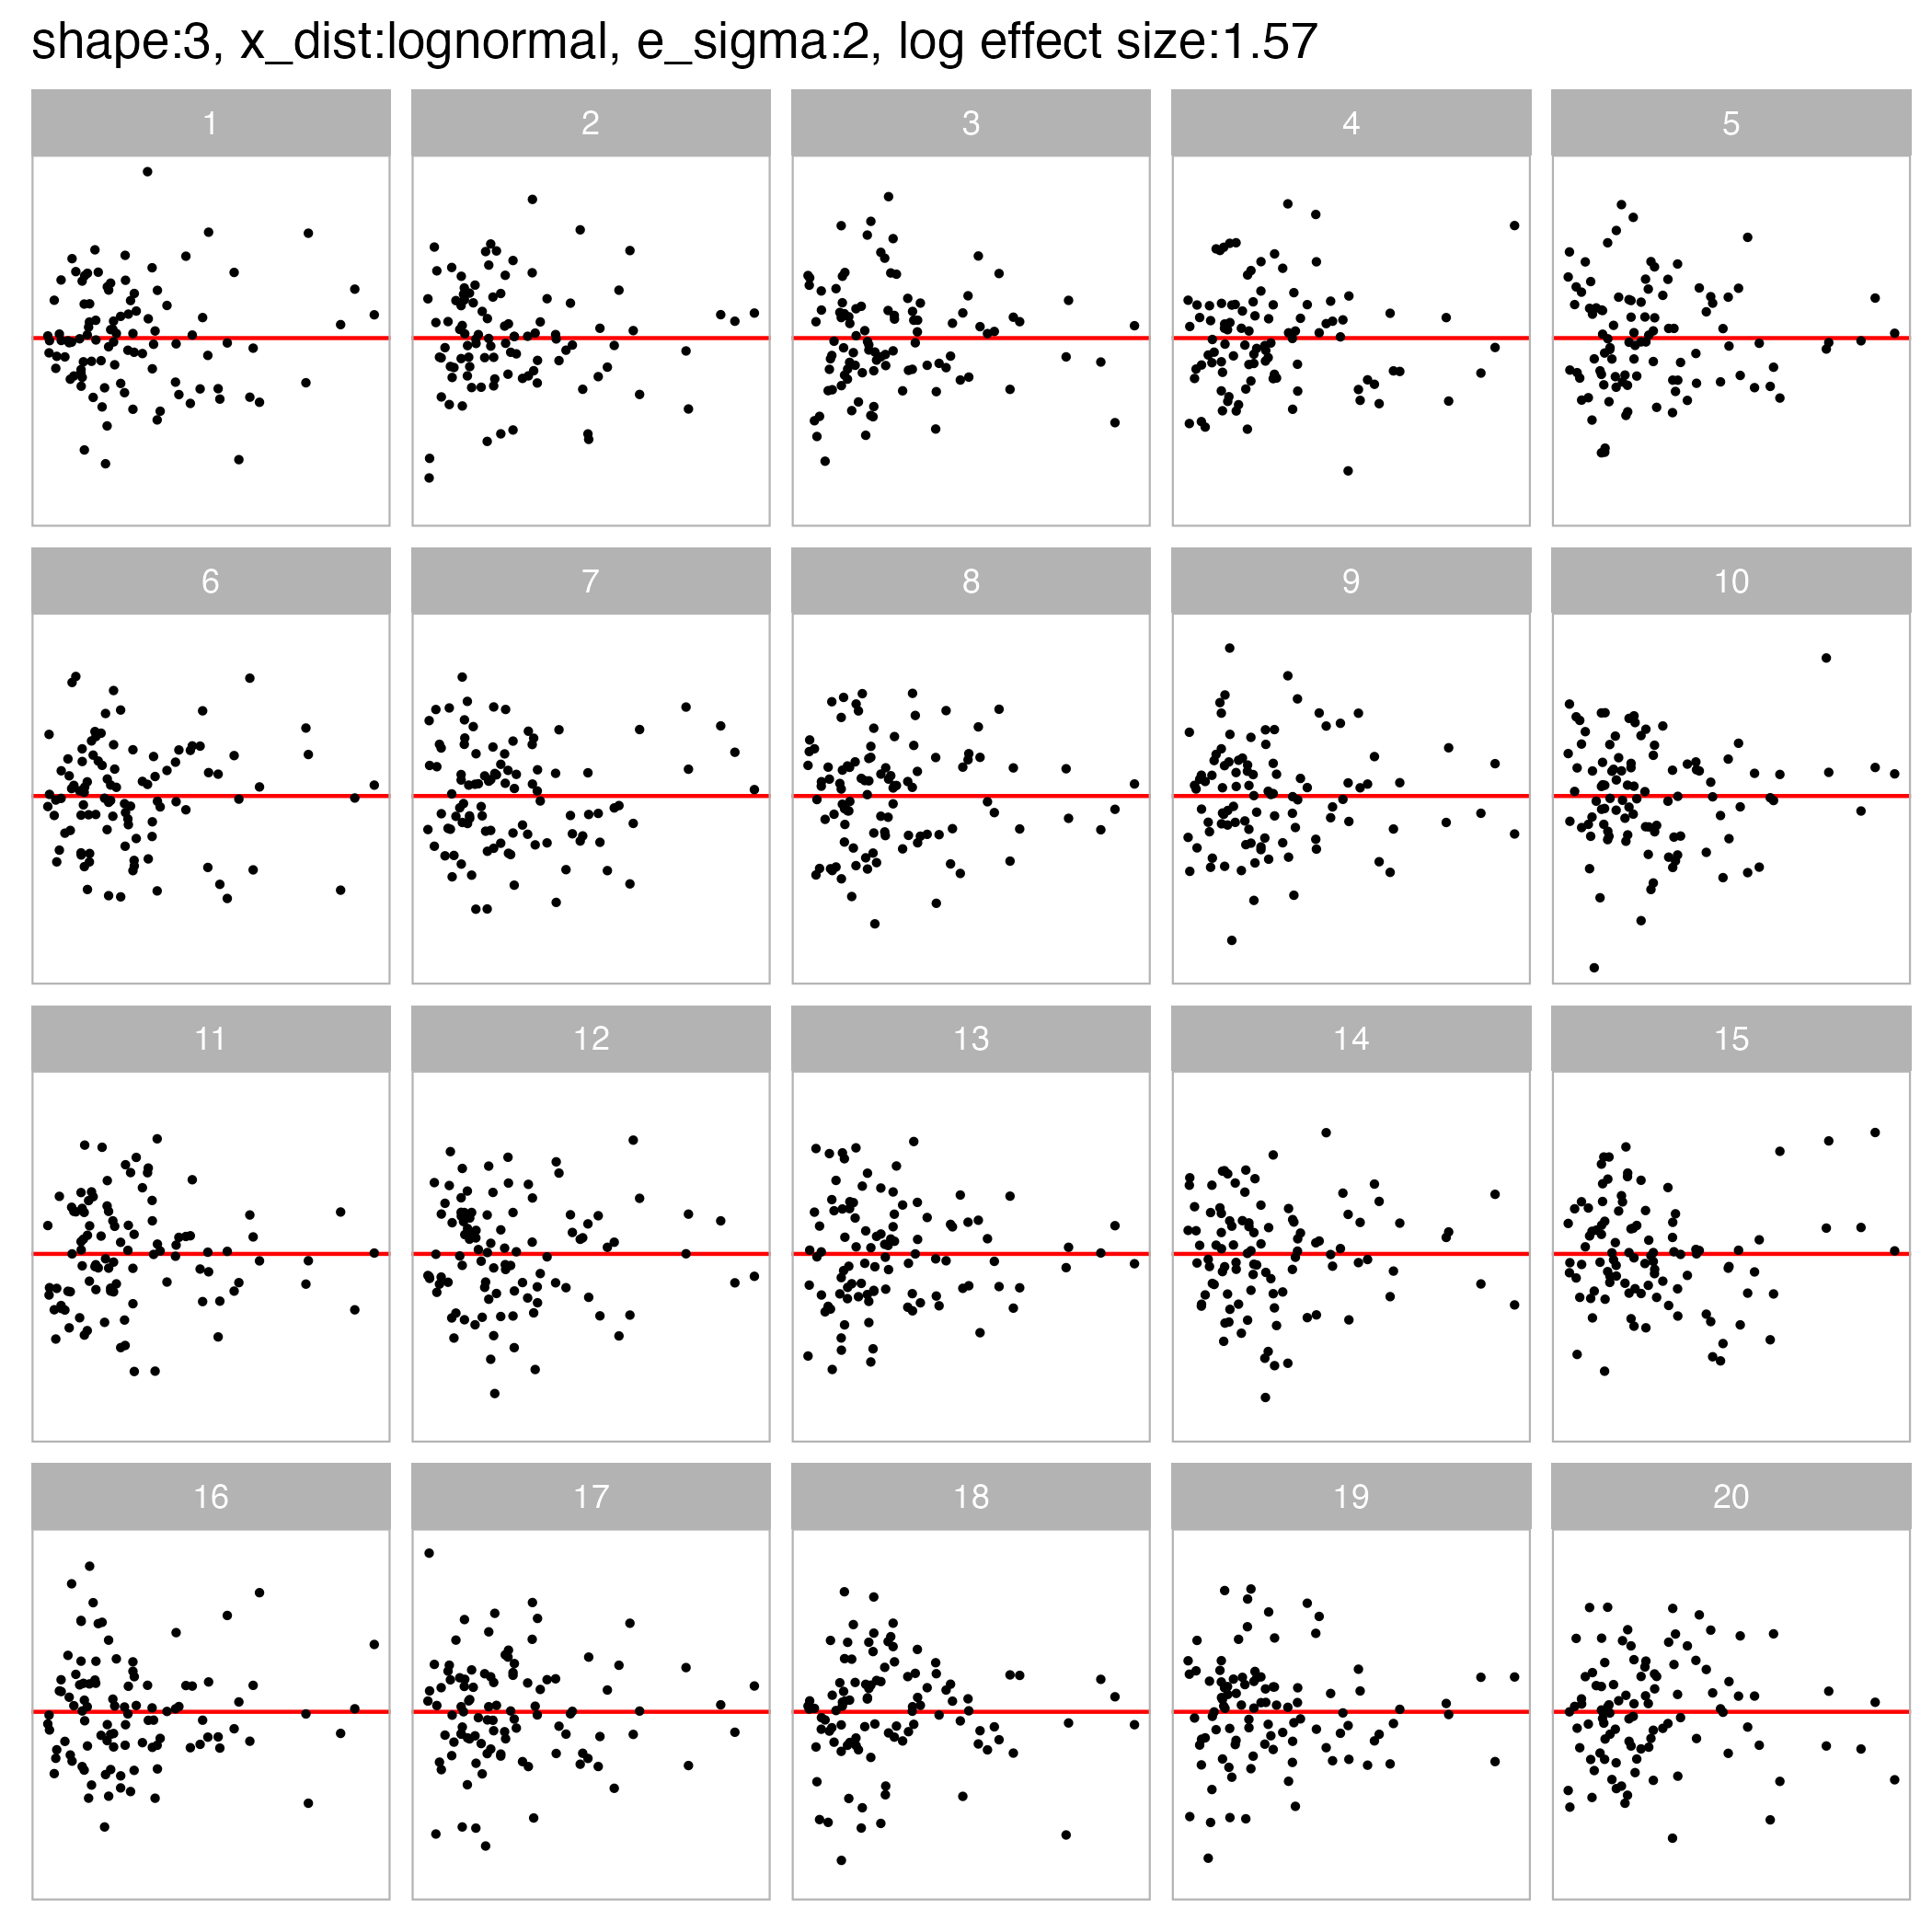 shape:3, x_dist:lognormal, e_sigma:2, log effect size:1.57
1 2 3 4 5
6 7 8 9 10
11 12 13 14 15
16 17 18 19 20